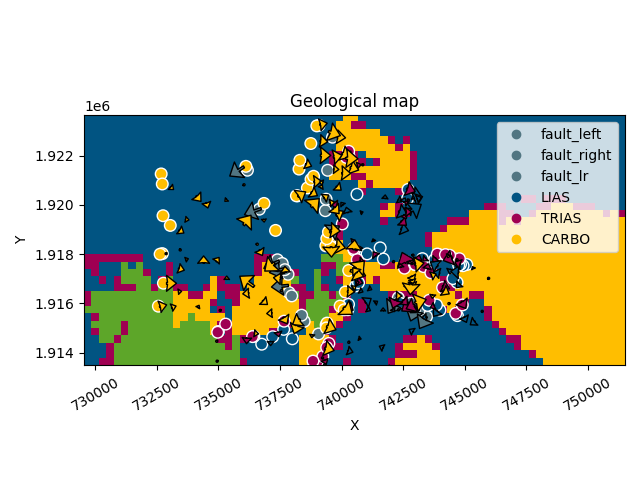 Geological map
1e6
fault_left
fault_right
fault_lr
LIAS
TRIAS
CARBO
1.922
1.920
1.918
1.916
1.914
Y
730000 732500 735000 737500 740000 742500 745000 747500 750000
X